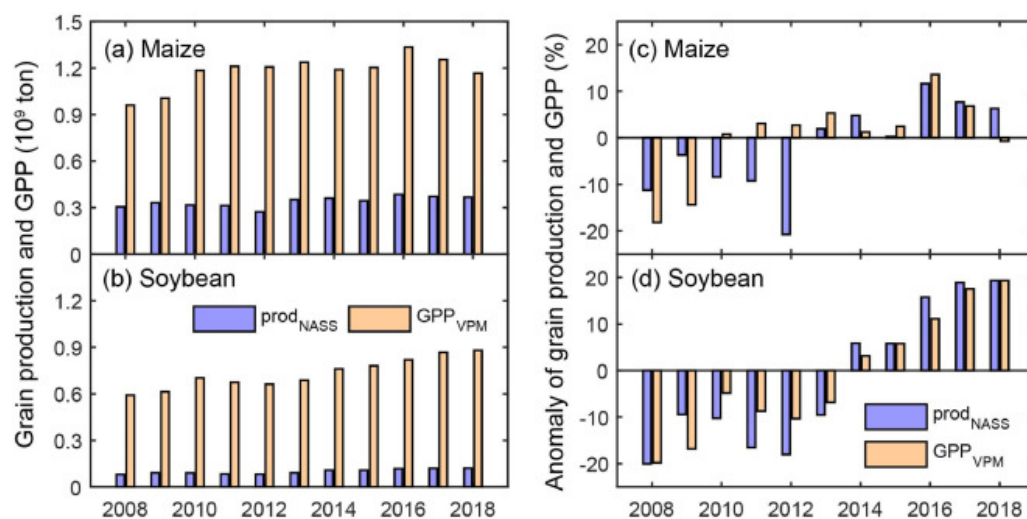 Grain production and GPP (10⁹ ton)
(a) Maize
1.5
1.2
0.9
0.6
0.3
0
(b) Soybean
prod_NASS GPP_VPM
1.2
0.9
0.6
0.3
0
2008 2010 2012 2014 2016 2018
Anomaly of grain production and GPP (%)
(c) Maize
20
10
0
-10
-20
(d) Soybean
20
10
0
-10
-20
prod_NASS
GPP_VPM
2008 2010 2012 2014 2016 2018